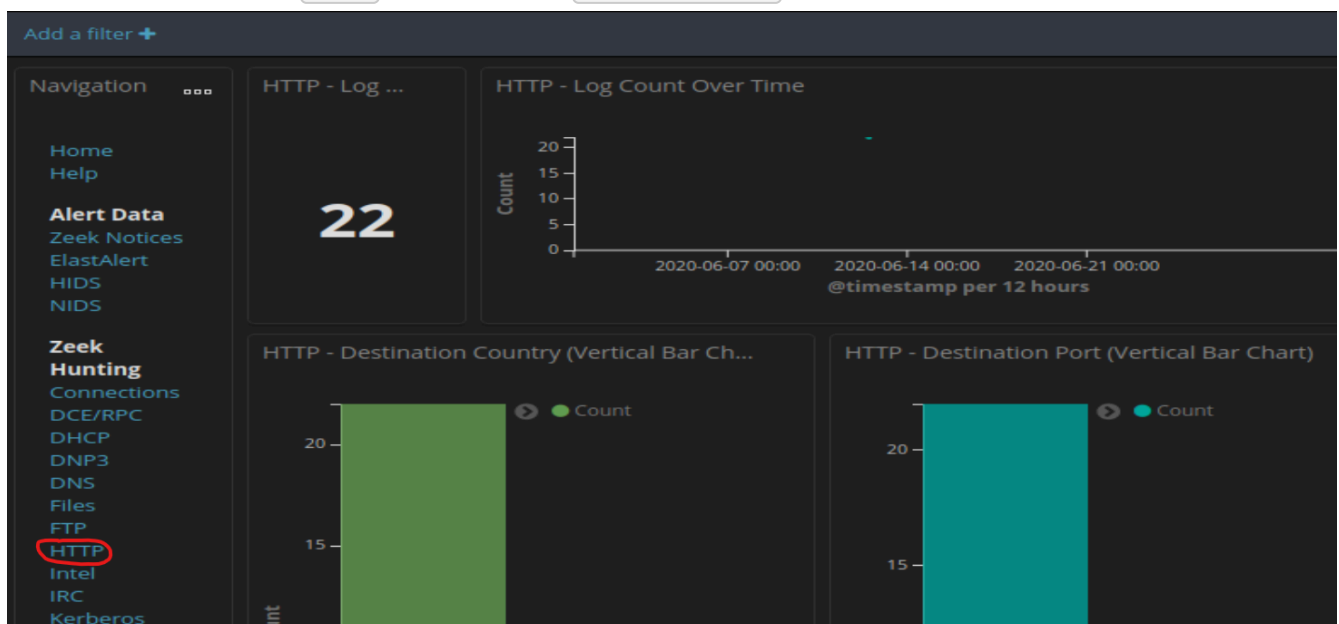 Add a filter +
Navigation
Home
Help
Alert Data
Zeek Notices
ElastAlert
HIDS
NIDS
Zeek
Hunting
Connections
DCE/RPC
DHCP
DNP3
DNS
Files
FTP
HTTP
Intel
IRC
Kerberos
HTTP - Log ...
22
HTTP - Log Count Over Time
Count
20
15
10
5
0
2020-06-07 00:00 2020-06-14 00:00 2020-06-21 00:00
@timestamp per 12 hours
HTTP - Destination Country (Vertical Bar Ch...
Count
20
15
HTTP - Destination Port (Vertical Bar Chart)
Count
20
15